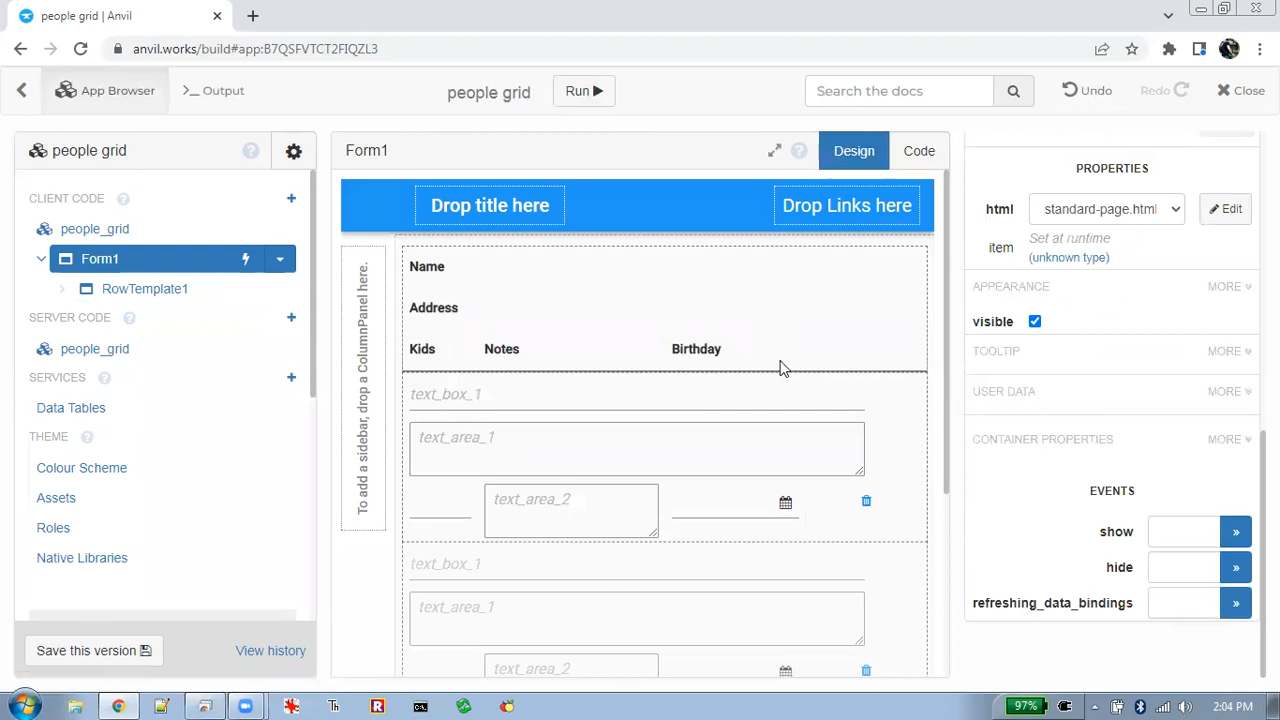 people grid | Anvil
anvil.works/build#app:B7QSFVTCT2FIQZL3
App Browser
Output
people grid
Run
Search the docs
Undo
Redo
Close
people grid
CLIENT CODE
people_grid
Form1
RowTemplate1
SERVER CODE
people_grid
SERVICES
Data Tables
THEME
Colour Scheme
Assets
Roles
Native Libraries
Save this version
View history
Form1
Design
Code
Drop title here
Drop Links here
To add a sidebar, drop a ColumnPanel here.
Name
Address
Kids Notes Birthday
text_box_1
text_area_1
text_area_2
text_box_1
text_area_1
text_area_2
PROPERTIES
html standard-page.html Edit
item Set at runtime
(unknown type)
APPEARANCE MORE
visible
TOOLTIP MORE
USER DATA MORE
CONTAINER PROPERTIES MORE
EVENTS
show
hide
refreshing_data_bindings
97%
2:04 PM